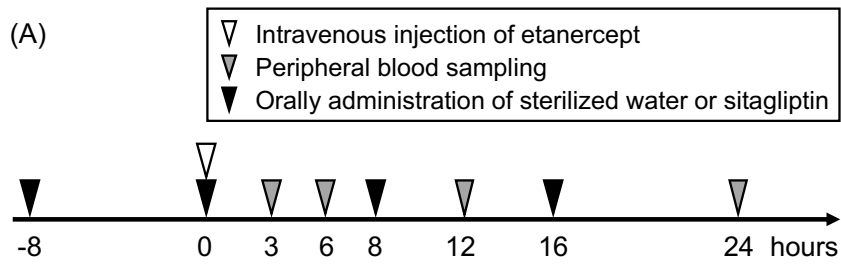 (A)
Intravenous injection of etanercept
Peripheral blood sampling
Orally administration of sterilized water or sitagliptin
-8 0 3 6 8 12 16 24 hours